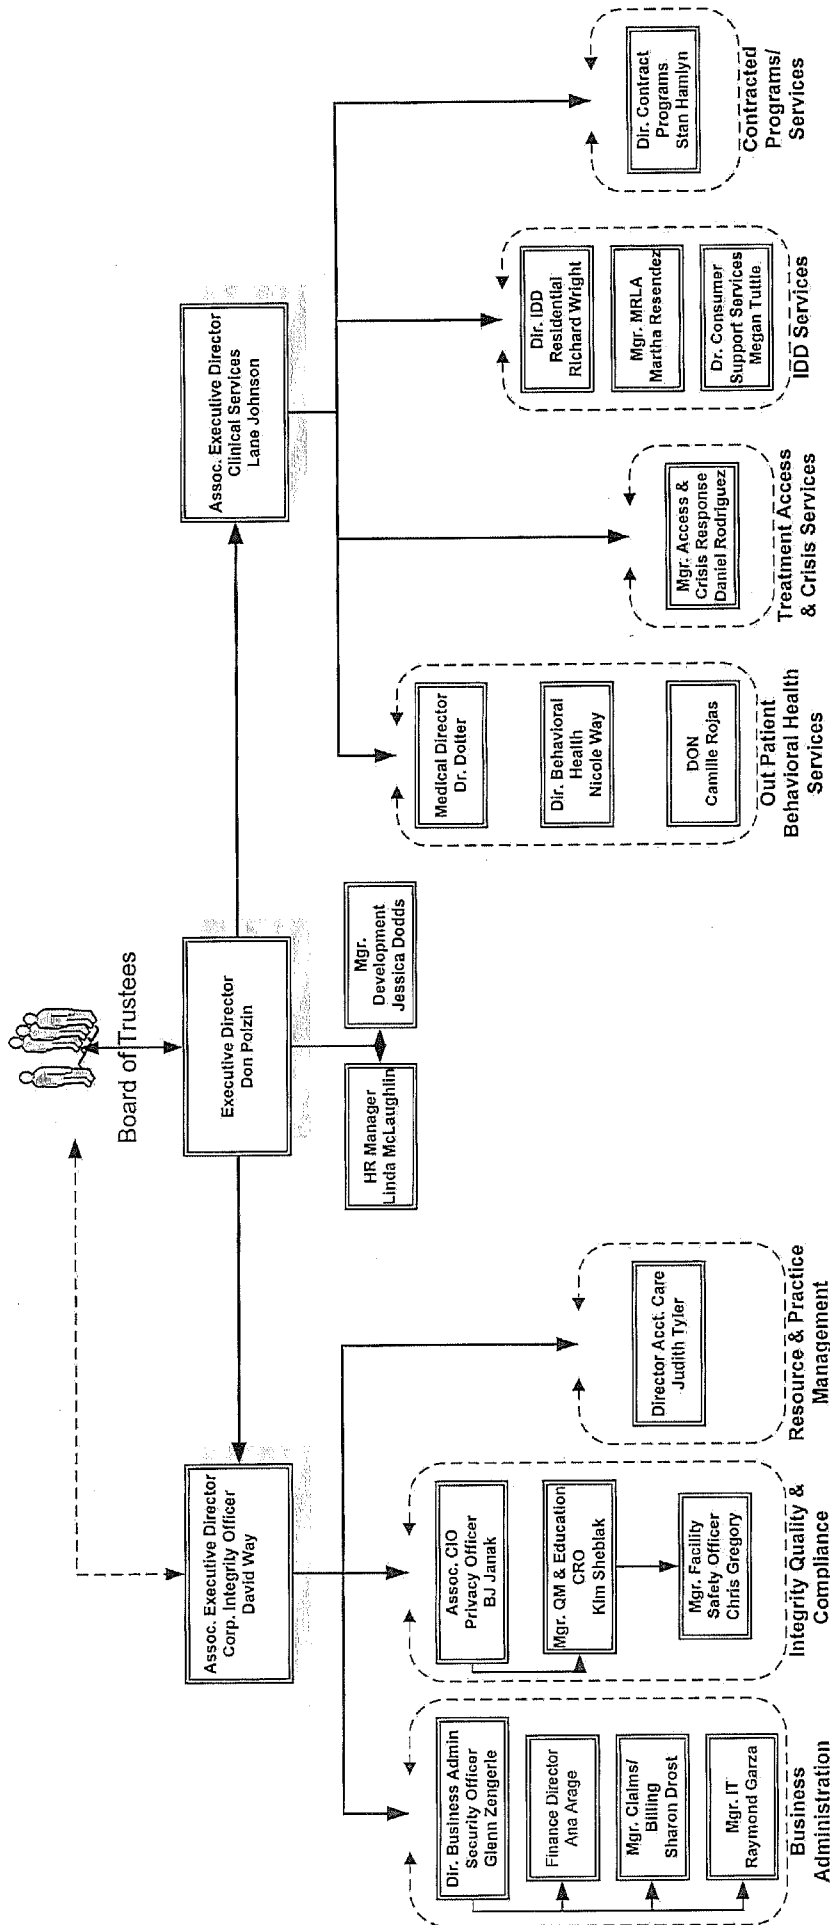 Board of Trustees
Executive Director
Don Polzin
HR Manager
Linda McLaughlin
Mgr.
Development
Jessica Dodds
Assoc. Executive Director
Corp. Integrity Officer
David Way
Assoc. Executive Director
Clinical Services
Lane Johnson
Dir. Business Admin
Security Officer
Glenn Zengerle
Finance Director
Ana Arage
Mgr. Claims/
Billing
Sharon Drost
Mgr. IT
Raymond Garza
Business
Administration
Assoc. CIO
Privacy Officer
BJ Janak
Mgr. QM & Education
CRO
Kim Sheblak
Mgr. Facility
Safety Officer
Chris Gregory
Integrity Quality &
Compliance
Director Acct. Care
Judith Tyler
Resource & Practice
Management
Medical Director
Dr. Dolter
Dir. Behavioral
Health
Nicole Way
DON
Camille Rojas
Out Patient
Behavioral Health
Services
Mgr. Access &
Crisis Response
Daniel Rodriguez
Treatment Access
& Crisis Services
Dir. IDD
Residential
Richard Wright
Mgr. MRLA
Martha Resendez
Dr. Consumer
Support Services
Megan Tuttle
IDD Services
Dir. Contract
Programs
Stan Hamlyn
Contracted
Programs/
Services